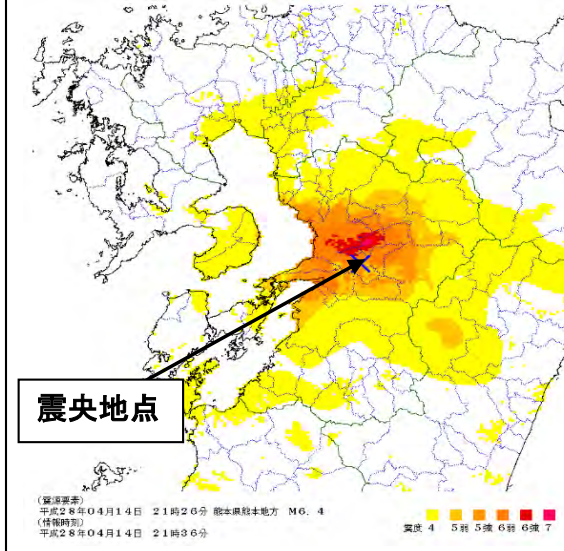 震央地点
(震源要素)
平成28年04月14日 21時26分 熊本県熊本地方 M6.4
(情報時刻)
平成28年04月14日 21時36分
震度 4 5弱 5強 6弱 6強 7